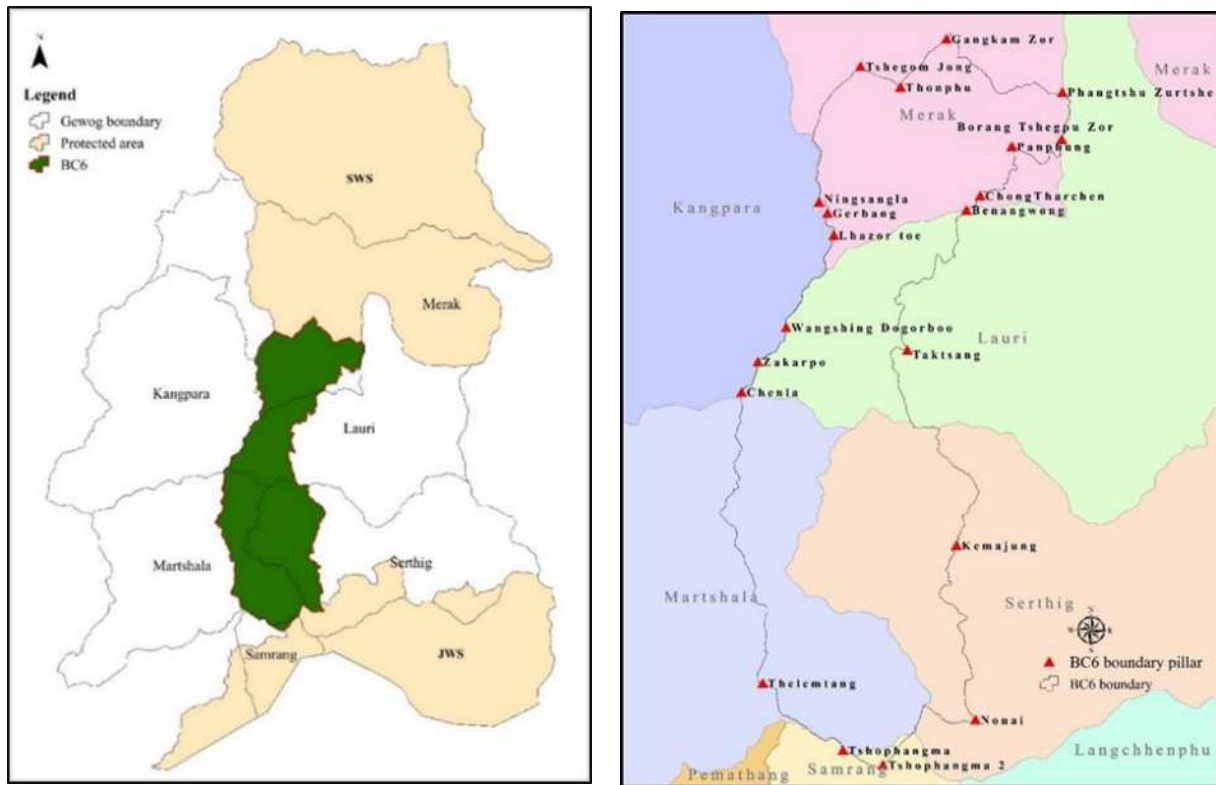 N
Legend
Gewog boundary
Protected area
BC6
SWS
Merak
Kangpara
Lauri
Martshala
Serthig
Samrang
JWS
Gangkam Zor
Tshegom Jong
Thonphu
Merak
Phangtshu Zurtshe
Merak
Borang Tshegpu Zor
Panphung
Kangpara
Ningsangla
ChongTharchen
Gerbang
Benangwong
Lhazor toe
Wangshing Dogorboo
Lauri
Taktsang
Zakarpo
Chenla
Kemajung
Martshala
Serthig
BC6 boundary pillar
BC6 boundary
Thelemtang
Nonai
Tshophangma
Langchhenphu
Tshophangma 2
Samrang
Pemathang